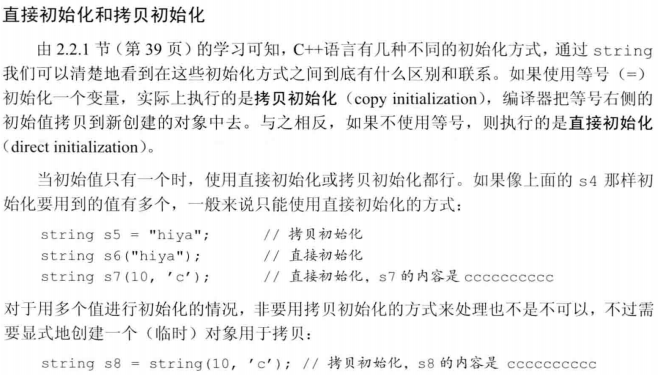 直接初始化和拷贝初始化
由 2.2.1 节（第 39 页）的学习可知，C++语言有几种不同的初始化方式，通过 string
我们可以清楚地看到在这些初始化方式之间到底有什么区别和联系。如果使用等号（=）
初始化一个变量，实际上执行的是拷贝初始化（copy initialization），编译器把等号右侧的
初始值拷贝到新创建的对象中去。与之相反，如果不使用等号，则执行的是直接初始化
（direct initialization）。
当初始值只有一个时，使用直接初始化或拷贝初始化都行。如果像上面的 s4 那样初
始化要用到的值有多个，一般来说只能使用直接初始化的方式：
string s5 = "hiya"; // 拷贝初始化
string s6("hiya"); // 直接初始化
string s7(10, 'c'); // 直接初始化，s7 的内容是 cccccccccc
对于用多个值进行初始化的情况，非要用拷贝初始化的方式来处理也不是不可以，不过需
要显式地创建一个（临时）对象用于拷贝：
string s8 = string(10, 'c'); // 拷贝初始化，s8 的内容是 cccccccccc